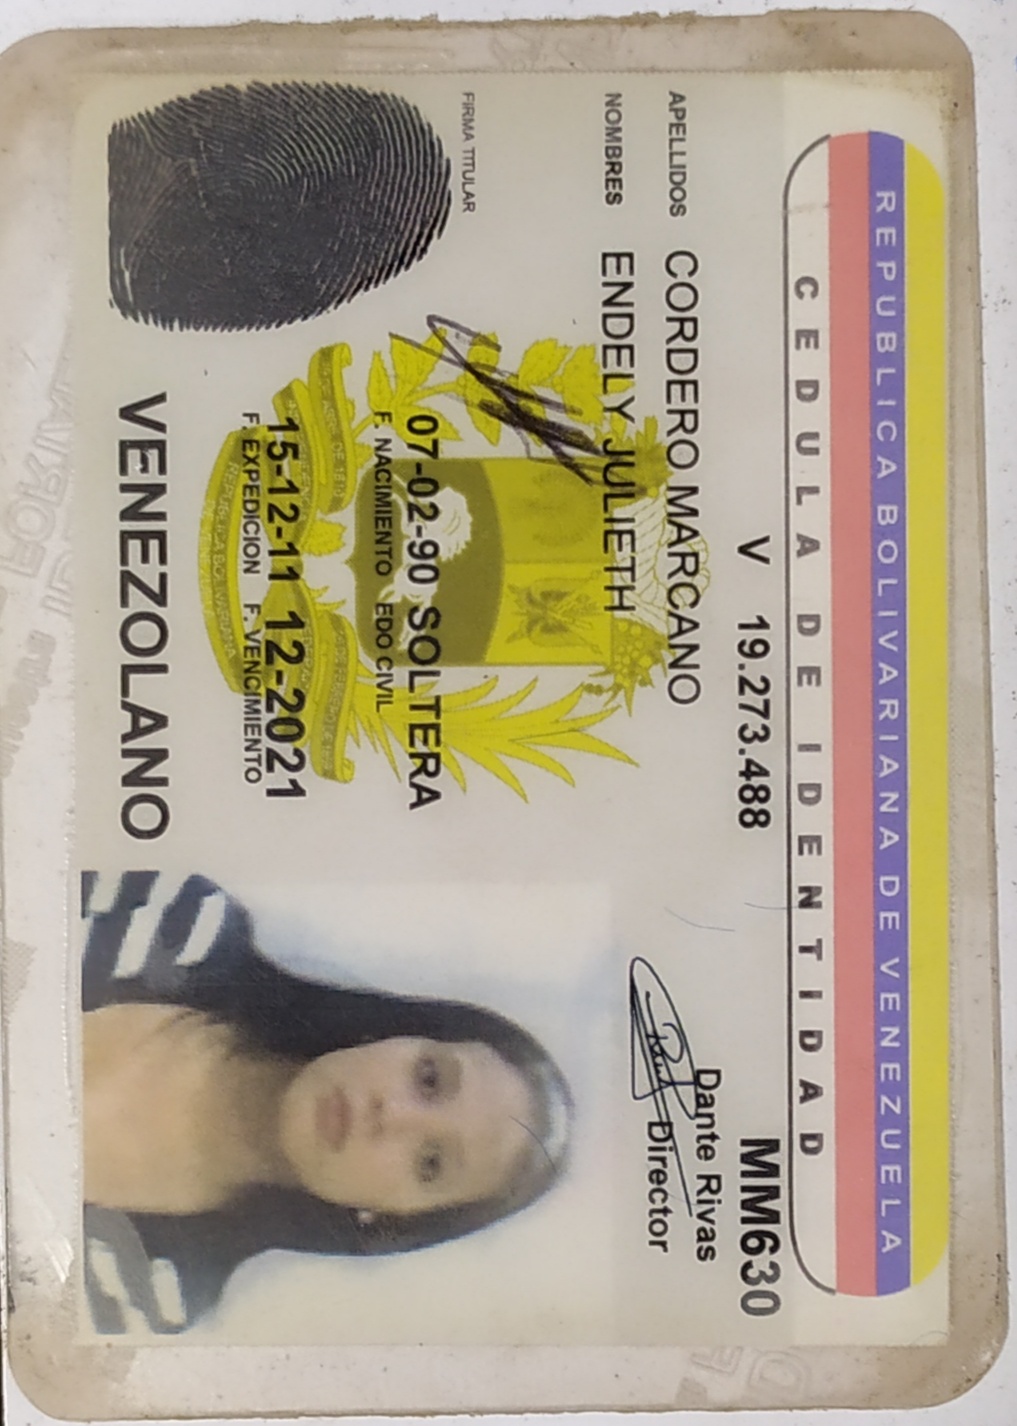 REPUBLICA BOLIVARIANA DE VENEZUELA
CEDULA DE IDENTIDAD
V 19.273.488
MM630
APELLIDOS CORDERO MARCANO
NOMBRES ENDELY JULIETH
Dante Rivas
Director
FIRMA TITULAR
07-02-90 SOLTERA
F. NACIMIENTO EDO CIVIL
15-12-11 12-2021
F. EXPEDICION F. VENCIMIENTO
VENEZOLANO